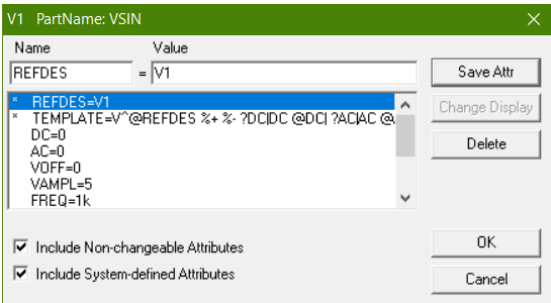 V1 PartName: VSIN
Name Value
REFDES = V1
Save Attr
* REFDES=V1
* TEMPLATE=V^@REFDES %+ %- ?DC|DC @DC| ?AC|AC @
DC=0
AC=0
VOFF=0
VAMPL=5
FREQ=1k
Change Display
Delete
Include Non-changeable Attributes
Include System-defined Attributes
OK
Cancel